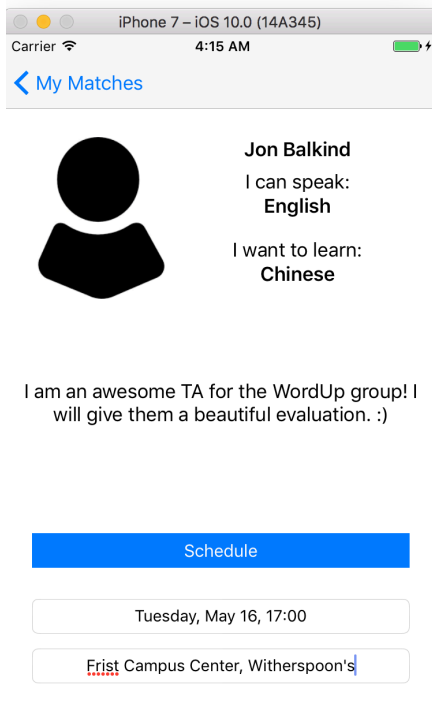 iPhone 7 – iOS 10.0 (14A345)
Carrier 4:15 AM
My Matches
Jon Balkind
I can speak:
English
I want to learn:
Chinese
I am an awesome TA for the WordUp group! I
will give them a beautiful evaluation. :)
Schedule
Tuesday, May 16, 17:00
Frist Campus Center, Witherspoon's